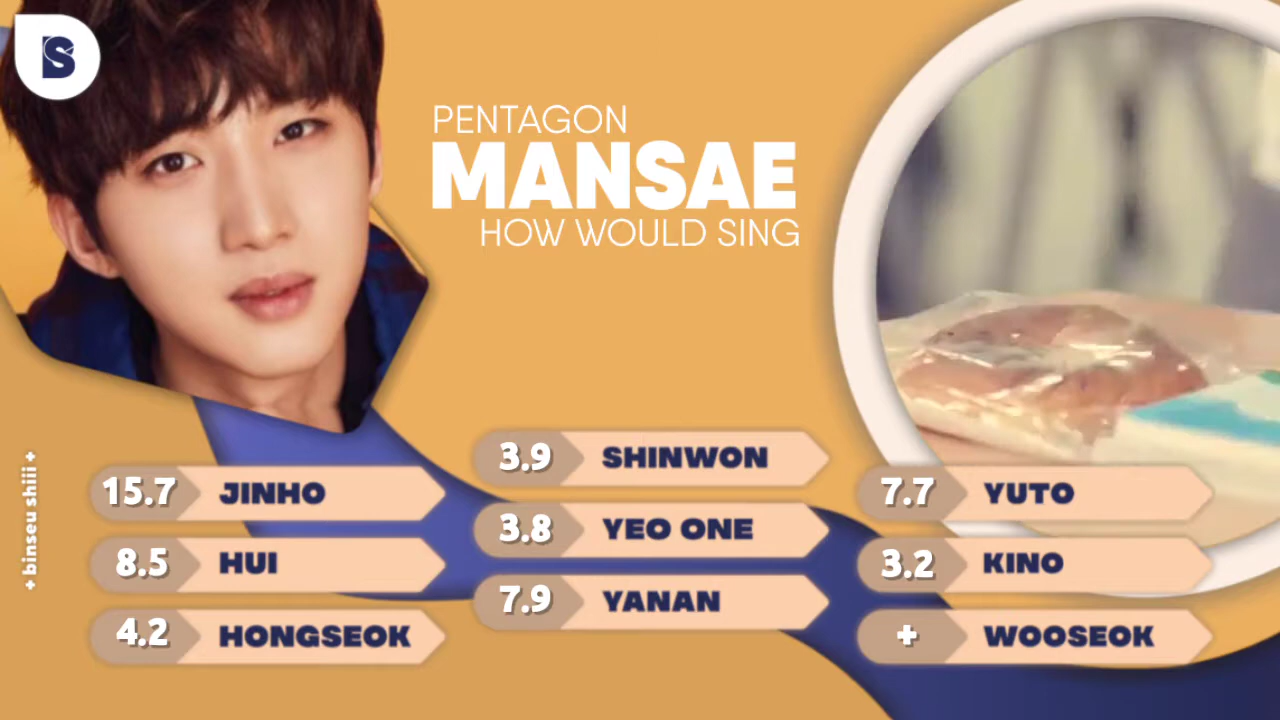 BS
PENTAGON
MANSAE
HOW WOULD SING
+ binseu shiii +
15.7 JINHO
8.5 HUI
4.2 HONGSEOK
3.9 SHINWON
3.8 YEO ONE
7.9 YANAN
7.7 YUTO
3.2 KINO
+ WOOSEOK